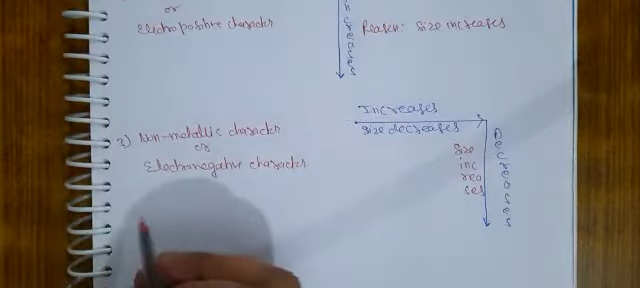 or
Electropositive character
increases
Reason: Size increases
2) Non-metallic character
or
Electronegative character
Increases
size decreases
Size
inc
rea
ses
Decreases